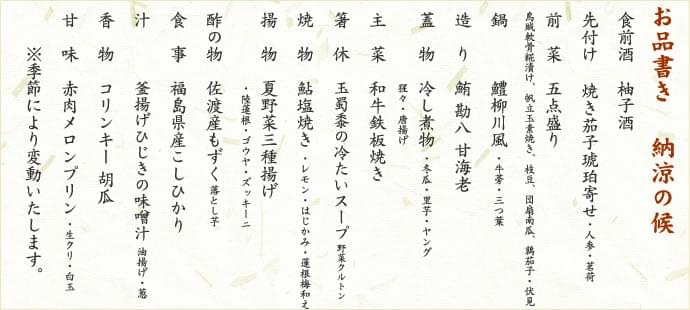 お品書き　納涼の候
食前酒　柚子酒
先付け　焼き茄子琥珀寄せ・人参・茗荷
前菜　五点盛り
烏賊軟骨糀漬け、帆立玉素焼き、枝豆、団扇南瓜、鶏茄子・伏見
鍋　鱧柳川風・牛蒡・三つ葉
造り　鮪 勘八 甘海老
蓋物　冷し煮物・冬瓜・里芋・ヤング
猩々・唐揚げ
主菜　和牛鉄板焼き
箸休　玉蜀黍の冷たいスープ 野菜クルトン
焼物　鮎塩焼き・レモン・はじかみ・蓮根梅和え
揚物　夏野菜三種揚げ
・陸蓮根・ゴウヤ・ズッキーニ
酢の物　佐渡産もずく 落とし芋
食事　福島県産こしひかり
汁　釜揚げひじきの味噌汁 油揚げ・葱
香物　コリンキー 胡瓜
甘味　赤肉メロンプリン・生クリ・白玉
※季節により変動いたします。